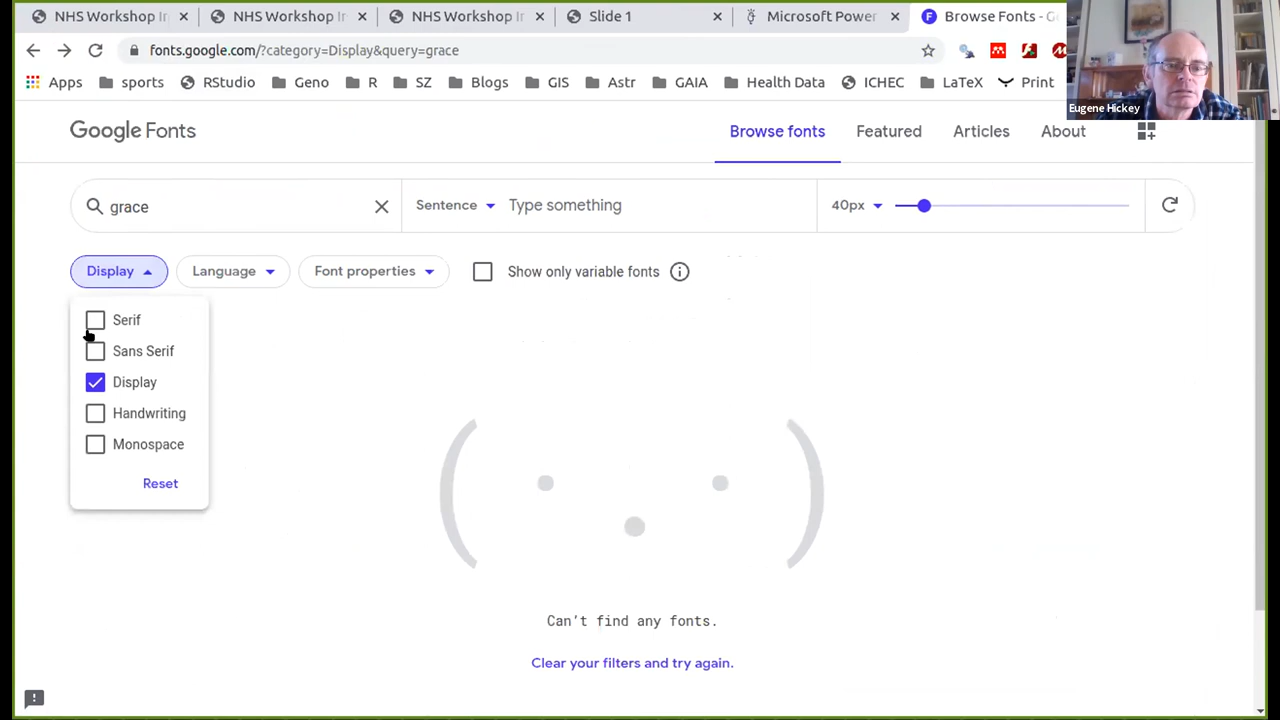 NHS Workshop In
NHS Workshop In
NHS Workshop In
Slide 1
Microsoft Power
Browse Fonts - G
fonts.google.com/?category=Display&query=grace
Apps
sports
RStudio
Geno
R
SZ
Blogs
GIS
Astr
GAIA
Health Data
ICHEC
LaTeX
Print
Eugene Hickey
Google Fonts
Browse fonts
Featured
Articles
About
grace
Sentence
Type something
40px
Display
Language
Font properties
Show only variable fonts
Serif
Sans Serif
Display
Handwriting
Monospace
Reset
Can't find any fonts.
Clear your filters and try again.